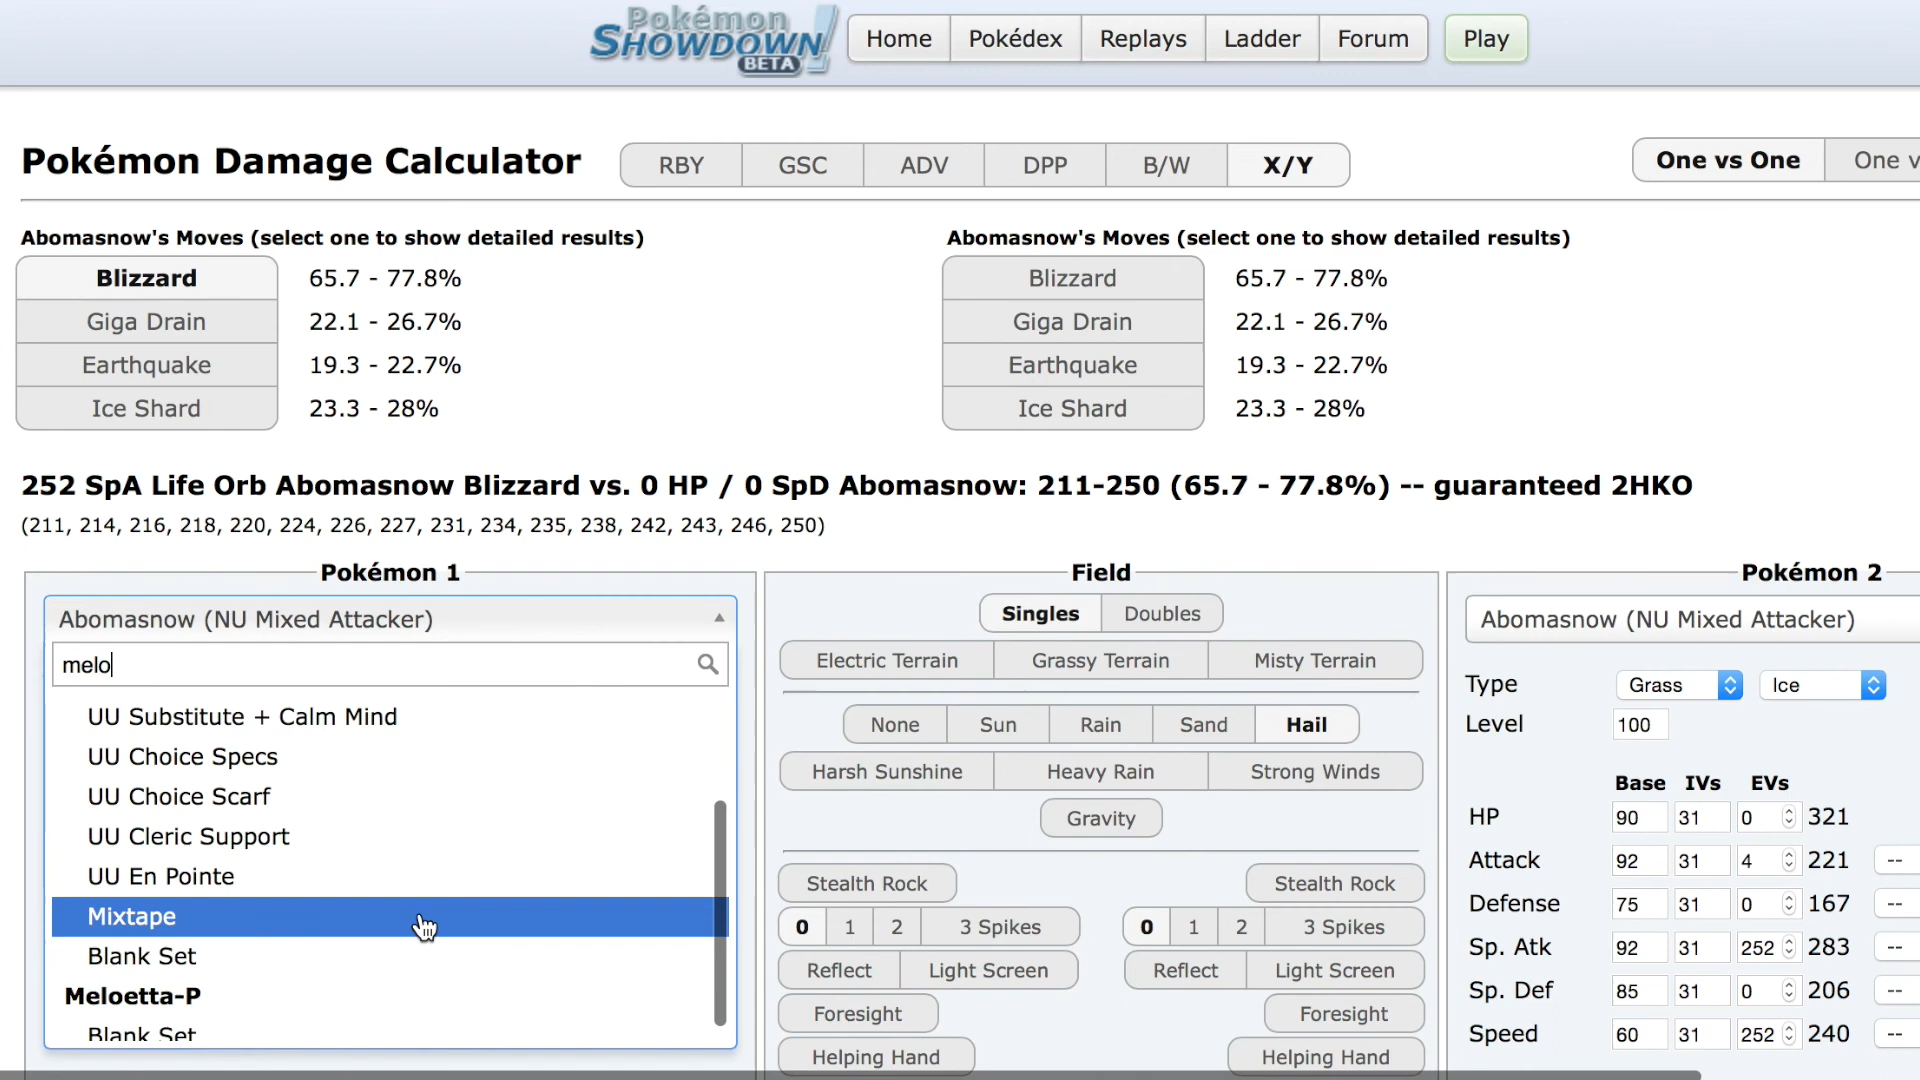 Pokémon
SHOWDOWN!
BETA
Home Pokédex Replays Ladder Forum Play
Pokémon Damage Calculator RBY GSC ADV DPP B/W X/Y One vs One One v
Abomasnow's Moves (select one to show detailed results) Abomasnow's Moves (select one to show detailed results)
Blizzard 65.7 - 77.8% Blizzard 65.7 - 77.8%
Giga Drain 22.1 - 26.7% Giga Drain 22.1 - 26.7%
Earthquake 19.3 - 22.7% Earthquake 19.3 - 22.7%
Ice Shard 23.3 - 28% Ice Shard 23.3 - 28%
252 SpA Life Orb Abomasnow Blizzard vs. 0 HP / 0 SpD Abomasnow: 211-250 (65.7 - 77.8%) -- guaranteed 2HKO
(211, 214, 216, 218, 220, 224, 226, 227, 231, 234, 235, 238, 242, 243, 246, 250)
Pokémon 1 Field Pokémon 2
Abomasnow (NU Mixed Attacker) Singles Doubles Abomasnow (NU Mixed Attacker)
melo Electric Terrain Grassy Terrain Misty Terrain Type Grass Ice
UU Substitute + Calm Mind None Sun Rain Sand Hail Level 100
UU Choice Specs Harsh Sunshine Heavy Rain Strong Winds Base IVs EVs
UU Choice Scarf Gravity HP 90 31 0 321
UU Cleric Support Attack 92 31 4 221 --
UU En Pointe Stealth Rock Stealth Rock Defense 75 31 0 167 --
Mixtape 0 1 2 3 Spikes 0 1 2 3 Spikes Sp. Atk 92 31 252 283 --
Blank Set Reflect Light Screen Reflect Light Screen Sp. Def 85 31 0 206 --
Meloetta-P Foresight Foresight Speed 60 31 252 240 --
Blank Set Helping Hand Helping Hand